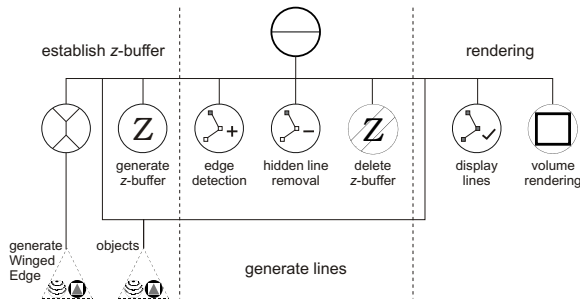 establish z-buffer
rendering
Z
+
−
Z
generate
z-buffer
edge
detection
hidden line
removal
delete
z-buffer
display
lines
volume
rendering
generate
Winged
Edge
objects
generate lines